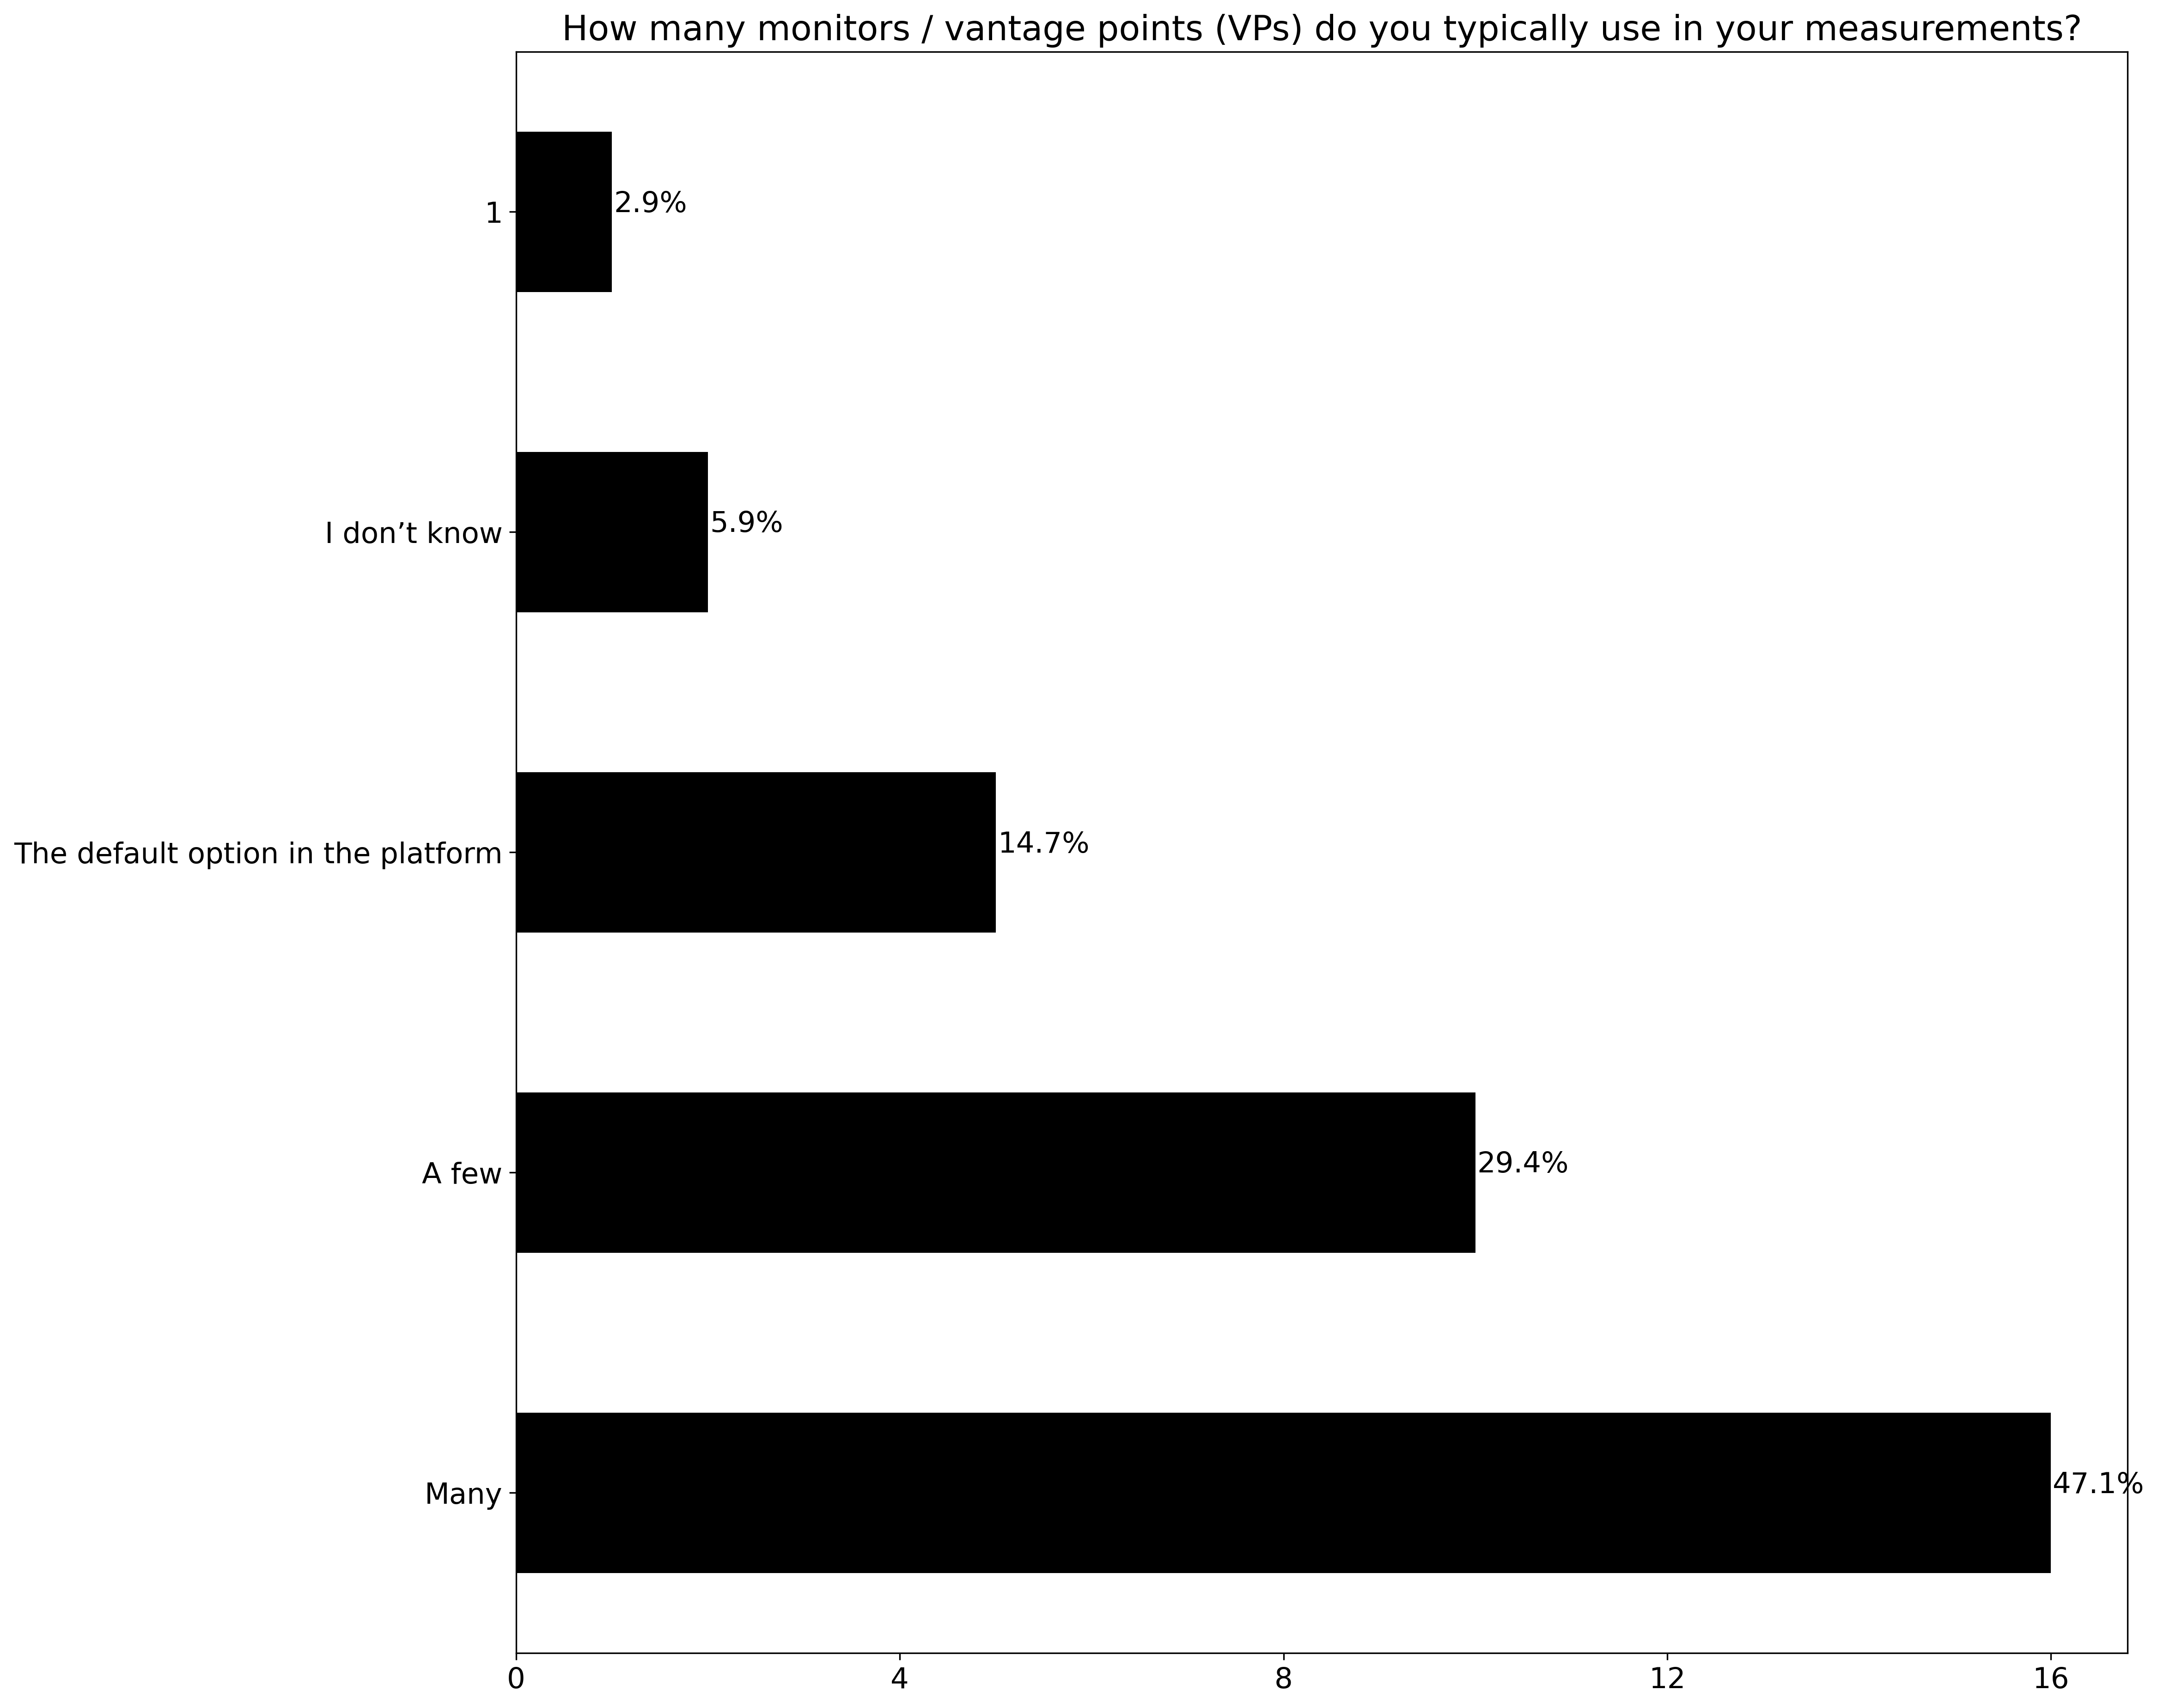 How many monitors / vantage points (VPs) do you typically use in your measurements?
1
2.9%
I don’t know
5.9%
The default option in the platform
14.7%
A few
29.4%
Many
47.1%
0 4 8 12 16